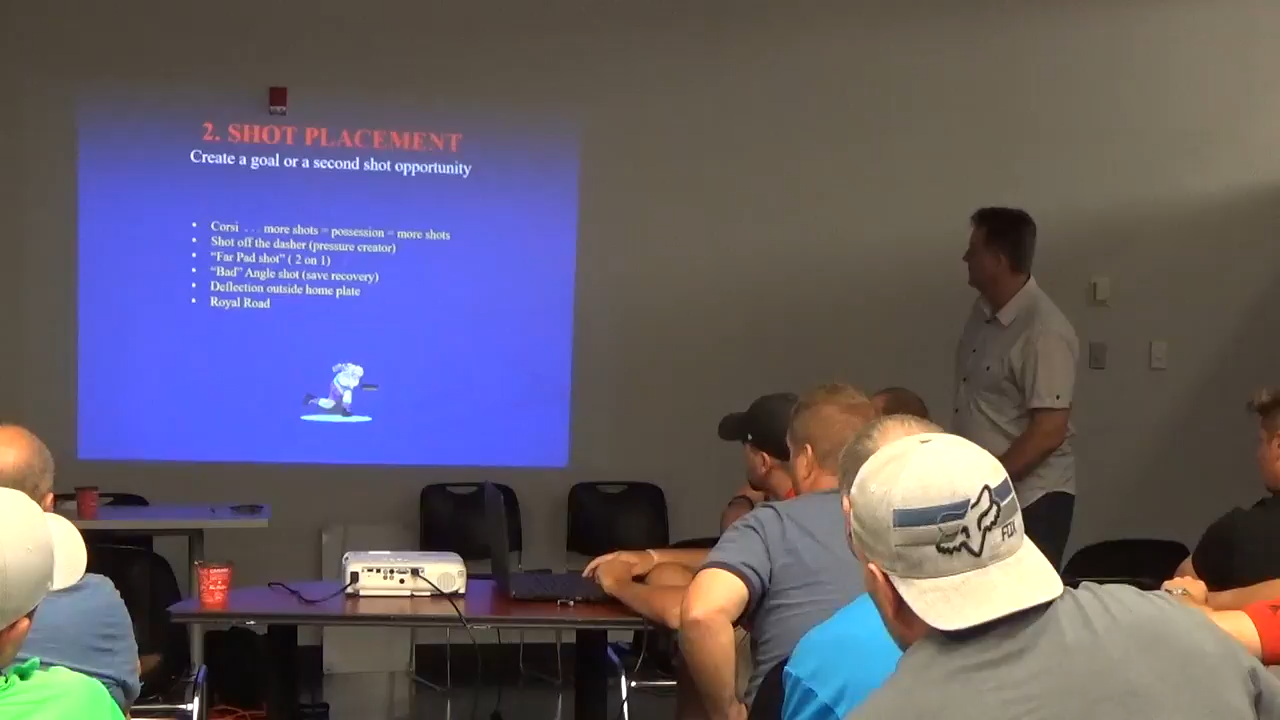 2. SHOT PLACEMENT
Create a goal or a second shot opportunity
• Corsi . . . more shots = possession = more shots
• Shot off the dasher (pressure creator)
• “Far Pad shot” ( 2 on 1)
• “Bad” Angle shot (save recovery)
• Deflection outside home plate
• Royal Road
FOX